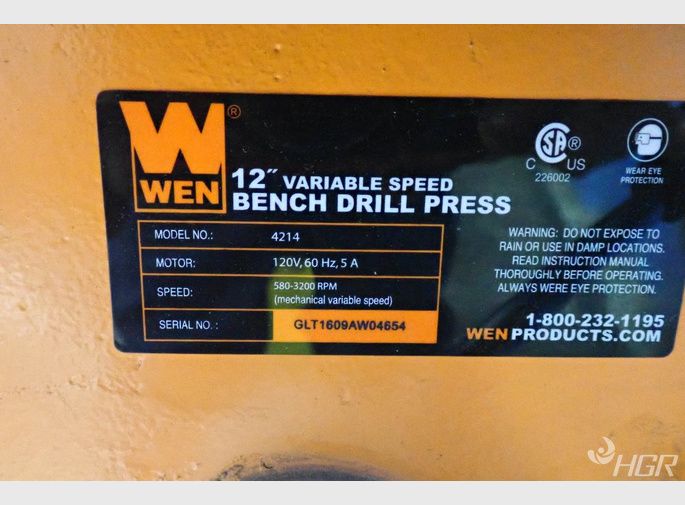 W®
WEN
12″ VARIABLE SPEED
BENCH DRILL PRESS
MODEL NO.: 4214
MOTOR: 120V, 60 Hz, 5 A
SPEED: 580-3200 RPM
(mechanical variable speed)
SERIAL NO. : GLT1609AW04654
CSA®
C US
226002
WEAR EYE
PROTECTION
WARNING: DO NOT EXPOSE TO
RAIN OR USE IN DAMP LOCATIONS.
READ INSTRUCTION MANUAL
THOROUGHLY BEFORE OPERATING.
ALWAYS WERE EYE PROTECTION.
1-800-232-1195
WENPRODUCTS.COM
HGR